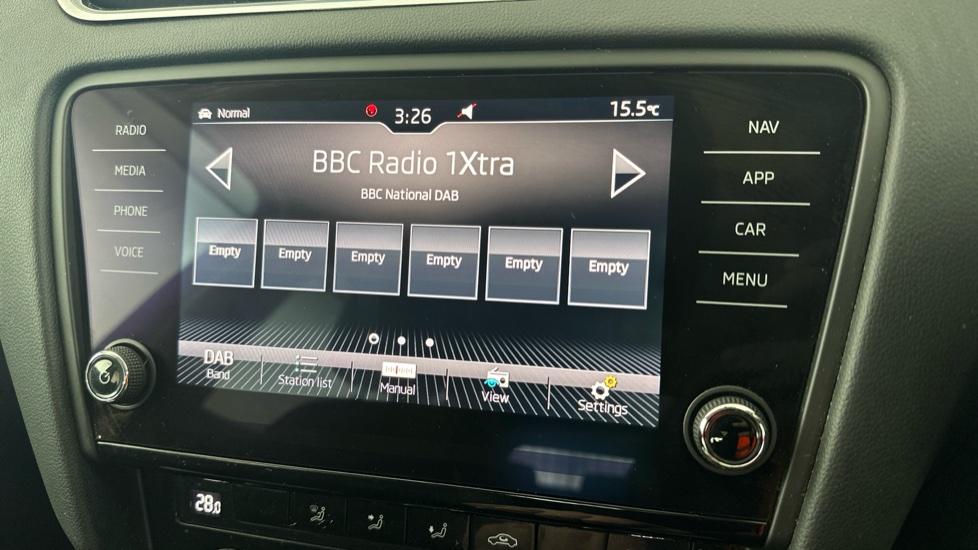 RADIO
MEDIA
PHONE
VOICE
Normal
3:26
15.5°C
BBC Radio 1Xtra
BBC National DAB
Empty Empty Empty Empty Empty Empty
DAB
Band
Station list
Manual
View
Settings
NAV
APP
CAR
MENU
28.0